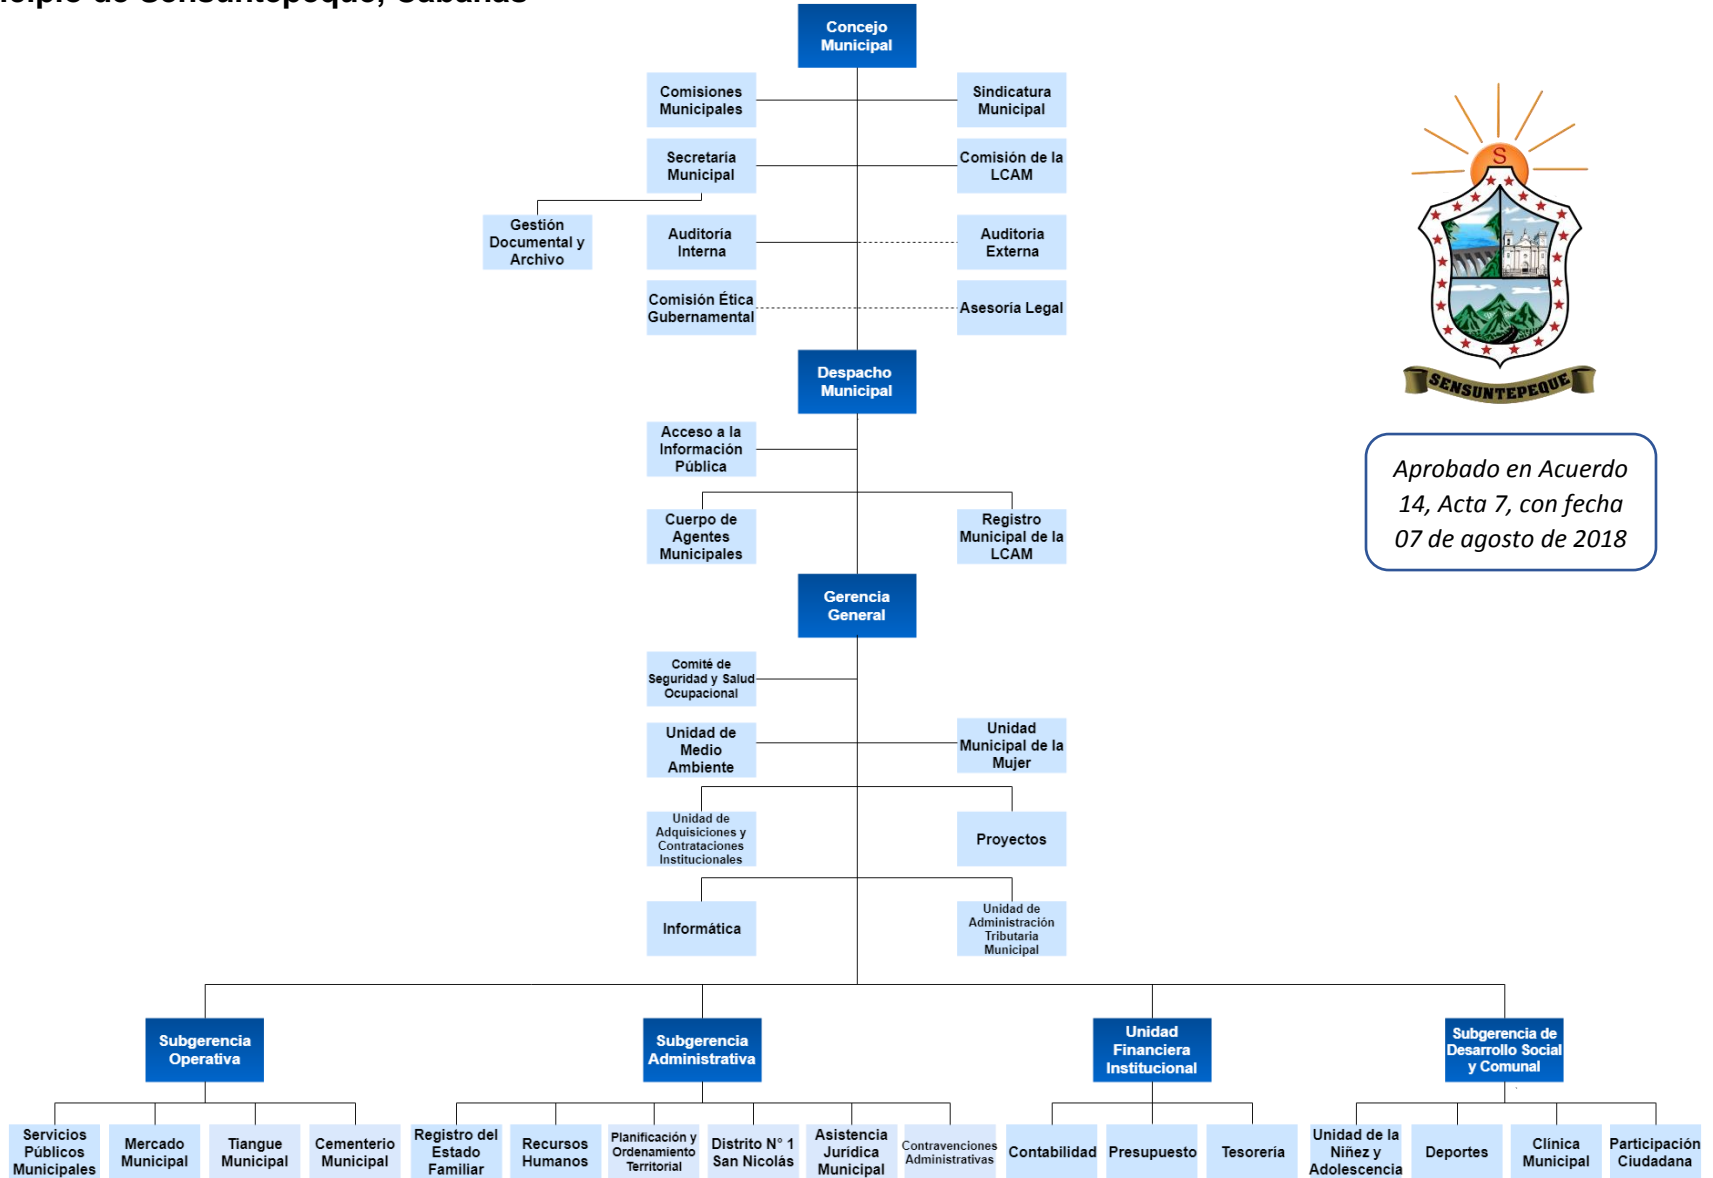 de Sensuntepeque, Cabañas
Concejo
Municipal
Comisiones
Municipales
Sindicatura
Municipal
Secretaría
Municipal
Comisión de la
LCAM
Gestión
Documental y
Archivo
Auditoría
Interna
Auditoria
Externa
Comisión Ética
Gubernamental
Asesoría Legal
Despacho
Municipal
Acceso a la
Información
Pública
Cuerpo de
Agentes
Municipales
Registro
Municipal de la
LCAM
Gerencia
General
Comité de
Seguridad y Salud
Ocupacional
Unidad de
Medio
Ambiente
Unidad
Municipal de la
Mujer
Unidad de
Adquisiciones y
Contrataciones
Institucionales
Proyectos
Informática
Unidad de
Administración
Tributaria
Municipal
S
SENSUNTEPEQUE
Aprobado en Acuerdo
14, Acta 7, con fecha
07 de agosto de 2018
Subgerencia
Operativa
Subgerencia
Administrativa
Unidad
Financiera
Institucional
Subgerencia de
Desarrollo Social
y Comunal
Servicios
Públicos
Municipales
Mercado
Municipal
Tiangue
Municipal
Cementerio
Municipal
Registro del
Estado
Familiar
Recursos
Humanos
Planificación y
Ordenamiento
Territorial
Distrito N° 1
San Nicolás
Asistencia
Jurídica
Municipal
Contravenciones
Administrativas
Contabilidad
Presupuesto
Tesorería
Unidad de la
Niñez y
Adolescencia
Deportes
Clínica
Municipal
Participación
Ciudadana